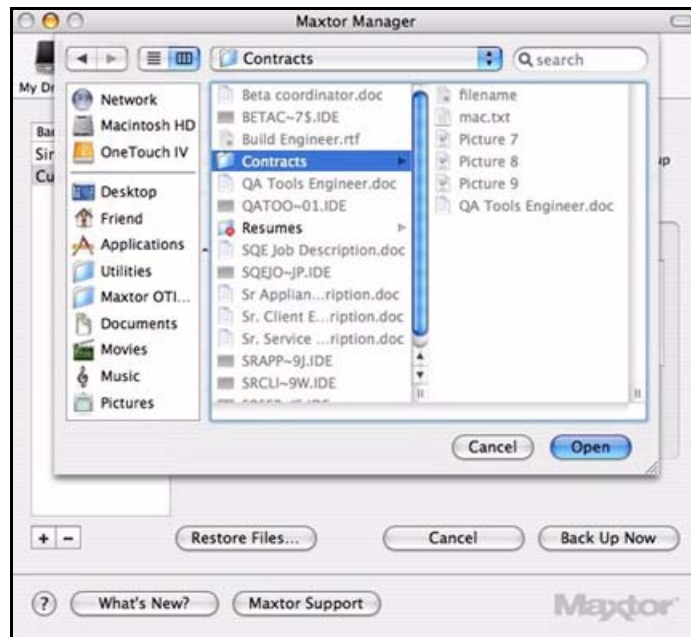 Maxtor Manager
Contracts
search
My Dr
Network
Macintosh HD
OneTouch IV
Desktop
Friend
Applications
Utilities
Maxtor OTI...
Documents
Movies
Music
Pictures
Beta coordinator.doc
BETAC~7$.IDE
Build Engineer.rtf
Contracts
QA Tools Engineer.doc
QATOO~01.IDE
Resumes
SQE Job Description.doc
SQEJO~JP.IDE
Sr Applian...ription.doc
Sr. Client E...ription.doc
Sr. Service ...ription.doc
SRAPP~9J.IDE
SRCLI~9W.IDE
filename
mac.txt
Picture 7
Picture 8
Picture 9
QA Tools Engineer.doc
Bac
Sir
Cu
up
Cancel
Open
+ -
Restore Files...
Cancel
Back Up Now
?
What's New?
Maxtor Support
Maxtor